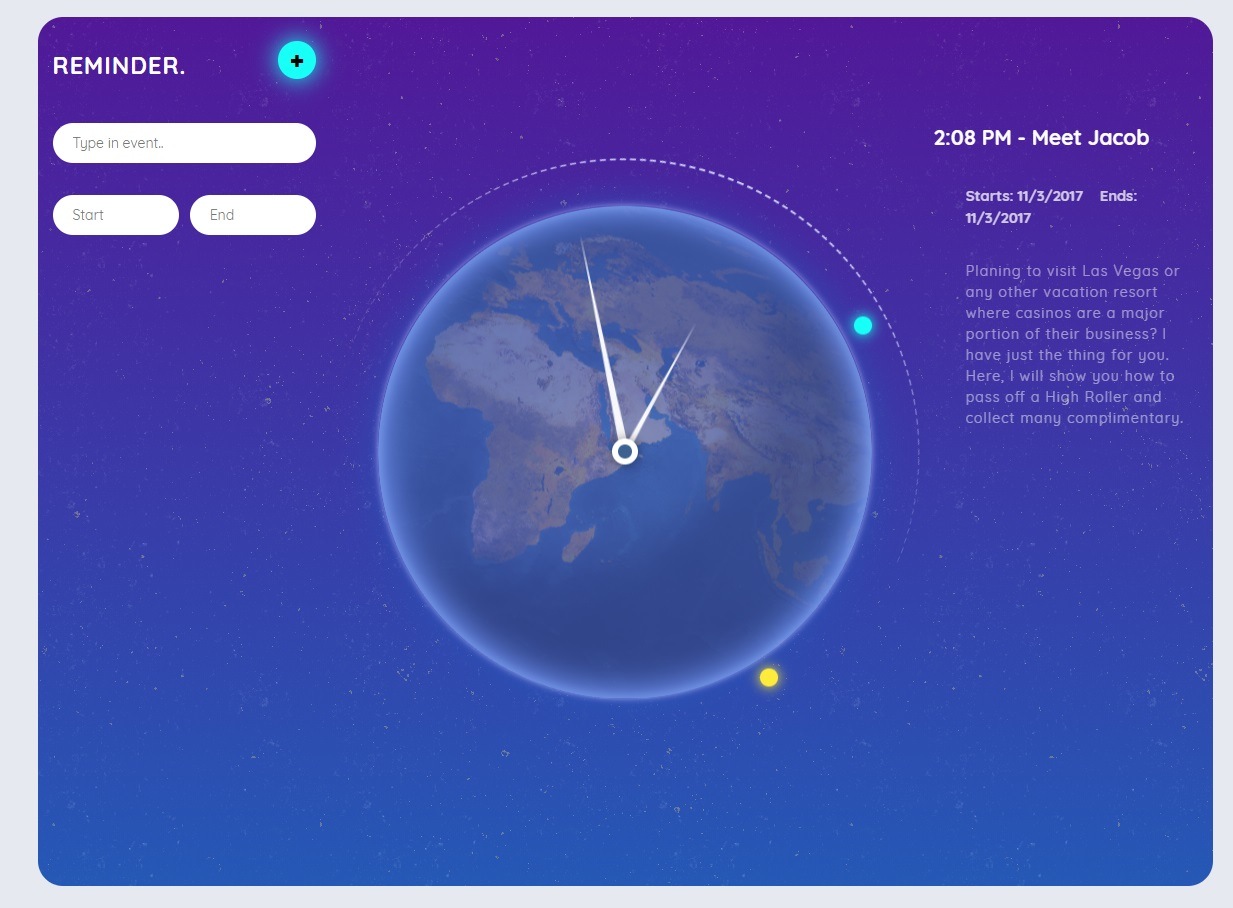 REMINDER.
+
Type in event..
Start
End
2:08 PM - Meet Jacob
Starts: 11/3/2017 Ends:
11/3/2017
Planing to visit Las Vegas or
any other vacation resort
where casinos are a major
portion of their business? I
have just the thing for you.
Here, I will show you how to
pass off a High Roller and
collect many complimentary.